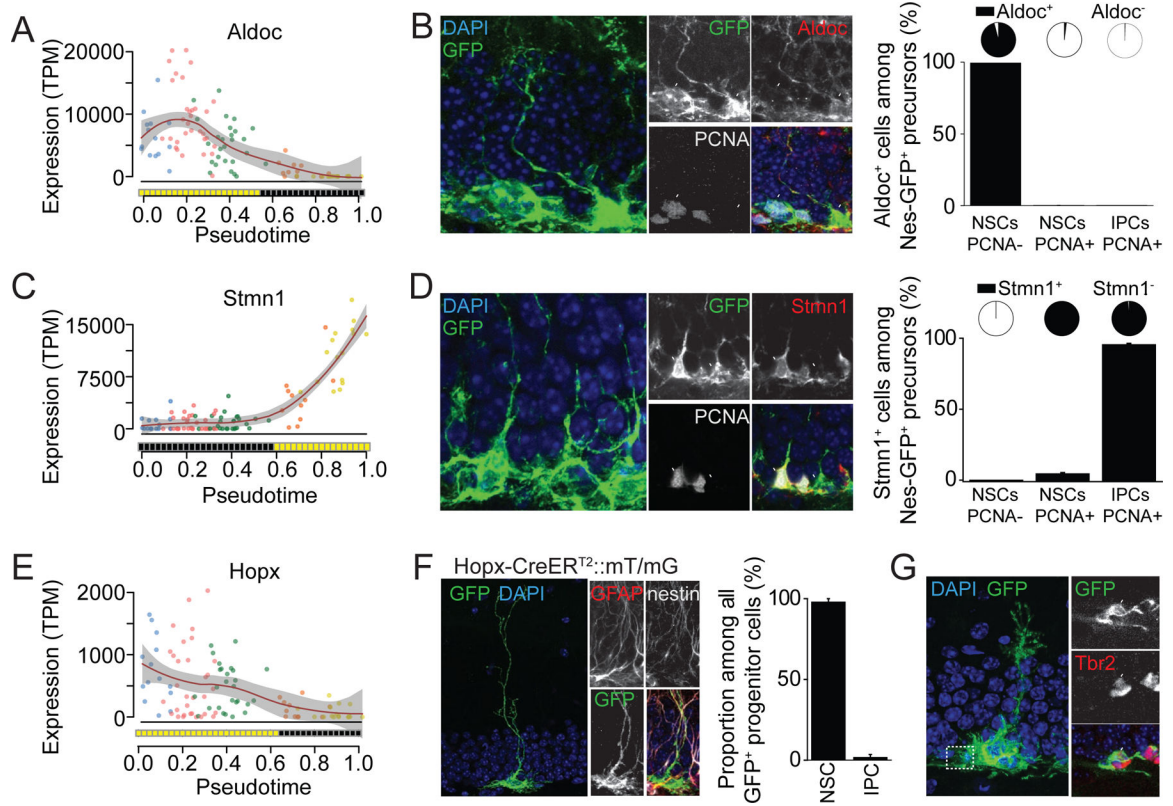 A
Aldoc
Expression (TPM)
20000
10000
0
0.0 0.2 0.4 0.6 0.8 1.0
Pseudotime
B
DAPI
GFP
GFP
Aldoc
PCNA
Aldoc⁺ Aldoc⁻
Aldoc⁺ cells among
Nes-GFP⁺ precursors (%)
100
50
0
NSCs NSCs IPCs
PCNA- PCNA+ PCNA+
C
Stmn1
Expression (TPM)
15000
7500
0
0.0 0.2 0.4 0.6 0.8 1.0
Pseudotime
D
DAPI
GFP
GFP
Stmn1
PCNA
Stmn1⁺ Stmn1⁻
Stmn1⁺ cells among
Nes-GFP⁺ precursors (%)
100
50
0
NSCs NSCs IPCs
PCNA- PCNA+ PCNA+
E
Hopx
Expression (TPM)
2000
1000
0
0.0 0.2 0.4 0.6 0.8 1.0
Pseudotime
F
Hopx-CreERᵀ²::mT/mG
GFP DAPI
GFAP
nestin
GFP
Proportion among all
GFP⁺ progenitor cells (%)
100
50
0
NSC
IPC
G
DAPI GFP
GFP
Tbr2